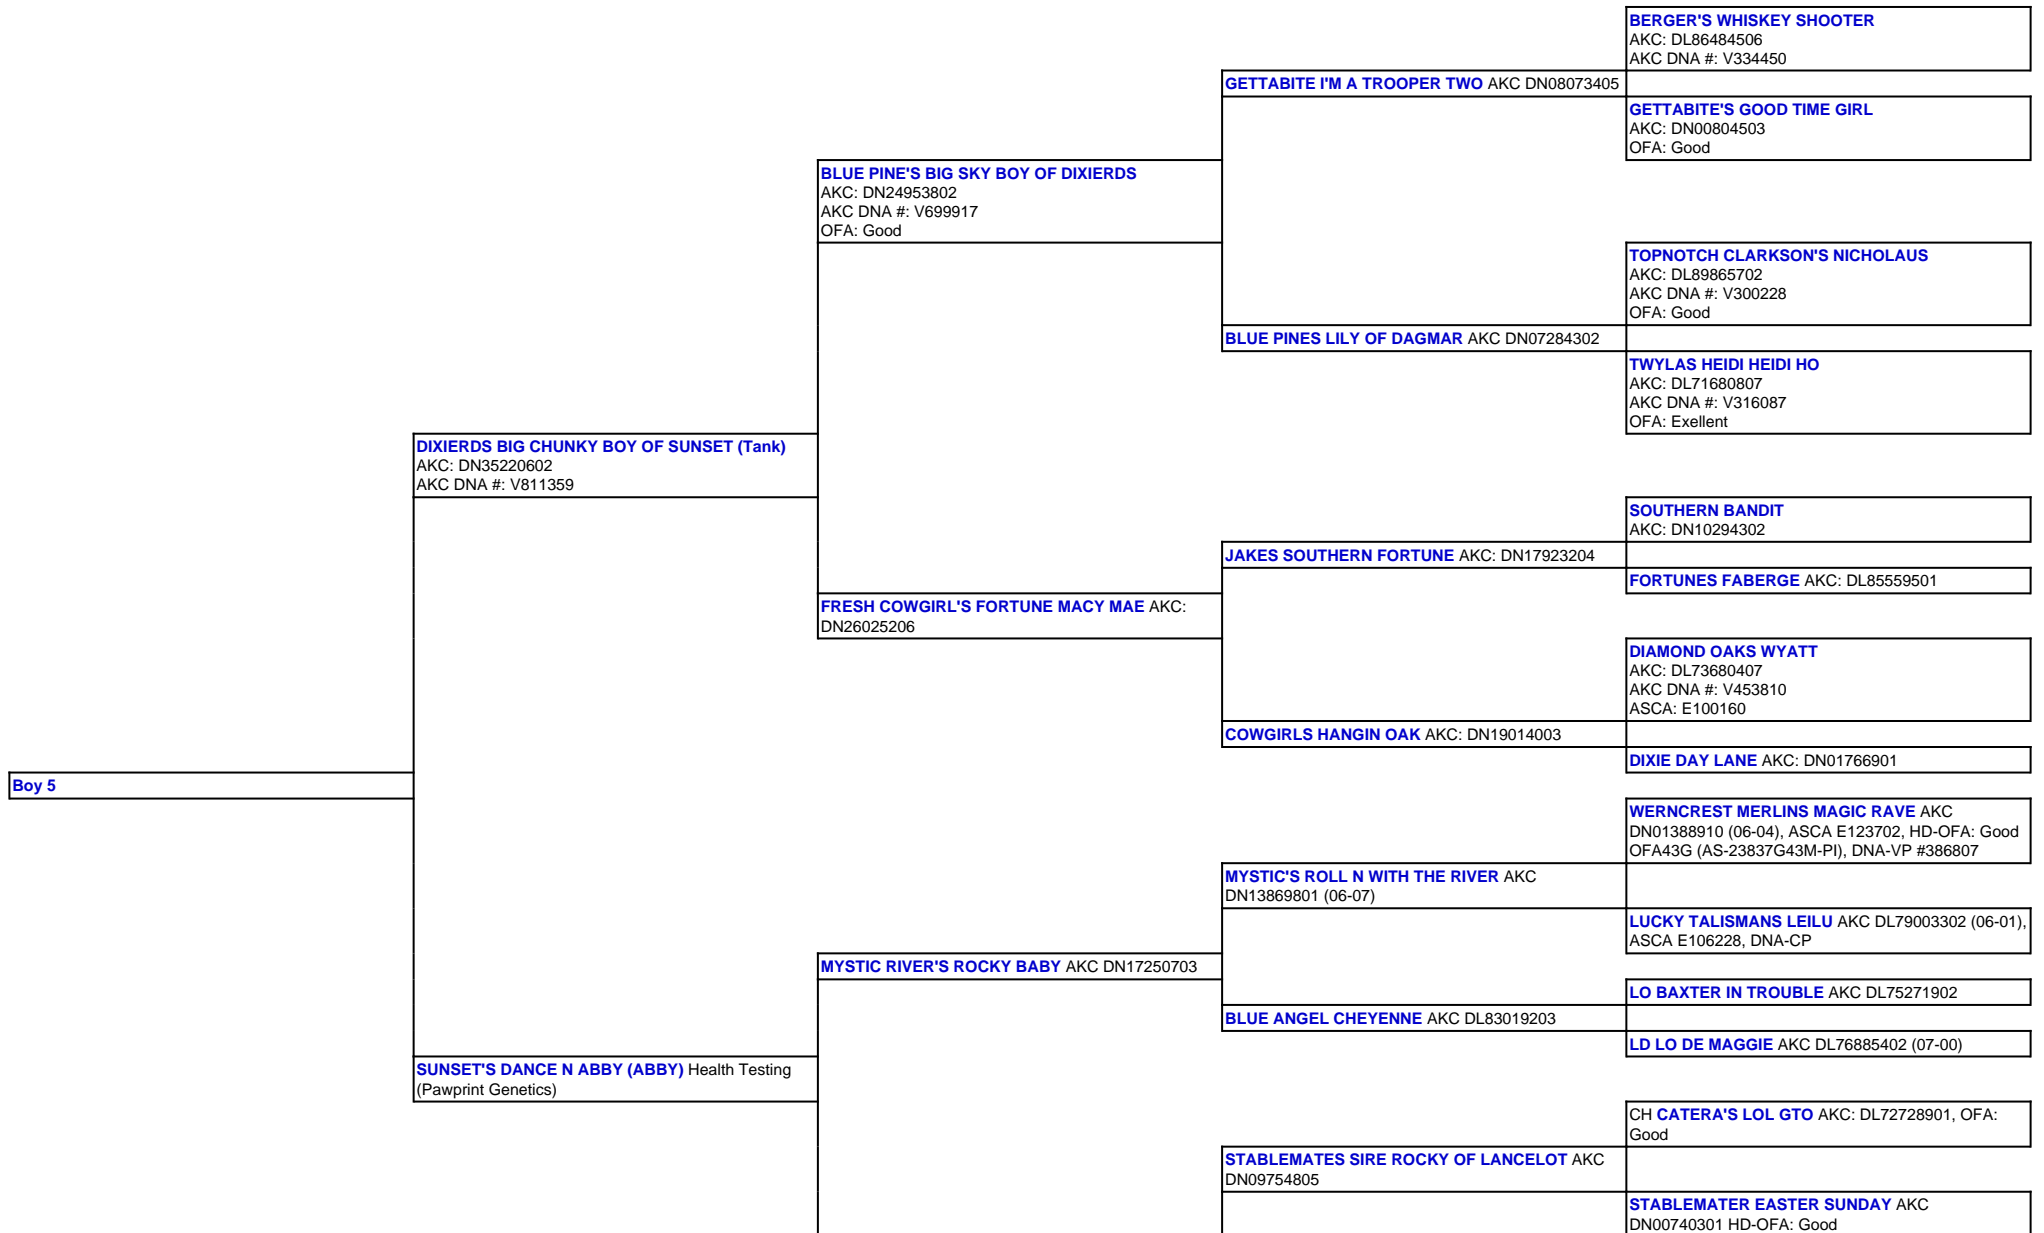 BERGER'S WHISKEY SHOOTER
AKC: DL86484506
AKC DNA #: V334450
GETTABITE I'M A TROOPER TWO AKC DN08073405
GETTABITE'S GOOD TIME GIRL
AKC: DN00804503
OFA: Good
BLUE PINE'S BIG SKY BOY OF DIXIERDS
AKC: DN24953802
AKC DNA #: V699917
OFA: Good
TOPNOTCH CLARKSON'S NICHOLAUS
AKC: DL89865702
AKC DNA #: V300228
OFA: Good
BLUE PINES LILY OF DAGMAR AKC DN07284302
TWYLAS HEIDI HEIDI HO
AKC: DL71680807
AKC DNA #: V316087
OFA: Exellent
DIXIERDS BIG CHUNKY BOY OF SUNSET (Tank)
AKC: DN35220602
AKC DNA #: V811359
SOUTHERN BANDIT
AKC: DN10294302
JAKES SOUTHERN FORTUNE AKC: DN17923204
FORTUNES FABERGE AKC: DL85559501
FRESH COWGIRL'S FORTUNE MACY MAE AKC:
DN26025206
DIAMOND OAKS WYATT
AKC: DL73680407
AKC DNA #: V453810
ASCA: E100160
COWGIRLS HANGIN OAK AKC: DN19014003
DIXIE DAY LANE AKC: DN01766901
Boy 5
WERNCREST MERLINS MAGIC RAVE AKC
DN01388910 (06-04), ASCA E123702, HD-OFA: Good
OFA43G (AS-23837G43M-PI), DNA-VP #386807
MYSTIC'S ROLL N WITH THE RIVER AKC
DN13869801 (06-07)
LUCKY TALISMANS LEILU AKC DL79003302 (06-01),
ASCA E106228, DNA-CP
MYSTIC RIVER'S ROCKY BABY AKC DN17250703
LO BAXTER IN TROUBLE AKC DL75271902
BLUE ANGEL CHEYENNE AKC DL83019203
LD LO DE MAGGIE AKC DL76885402 (07-00)
SUNSET'S DANCE N ABBY (ABBY) Health Testing
(Pawprint Genetics)
CH CATERA'S LOL GTO AKC: DL72728901, OFA:
Good
STABLEMATES SIRE ROCKY OF LANCELOT AKC
DN09754805
STABLEMATER EASTER SUNDAY AKC
DN00740301 HD-OFA: Good